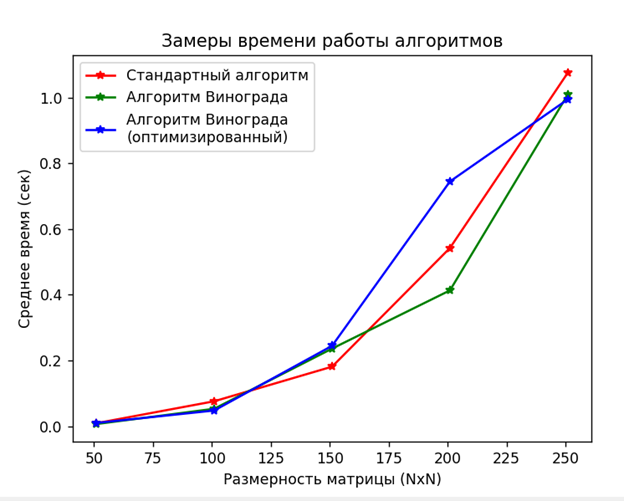 Замеры времени работы алгоритмов
Стандартный алгоритм
Алгоритм Винограда
Алгоритм Винограда
(оптимизированный)
Среднее время (сек)
1.0
0.8
0.6
0.4
0.2
0.0
50 75 100 125 150 175 200 225 250
Размерность матрицы (NxN)